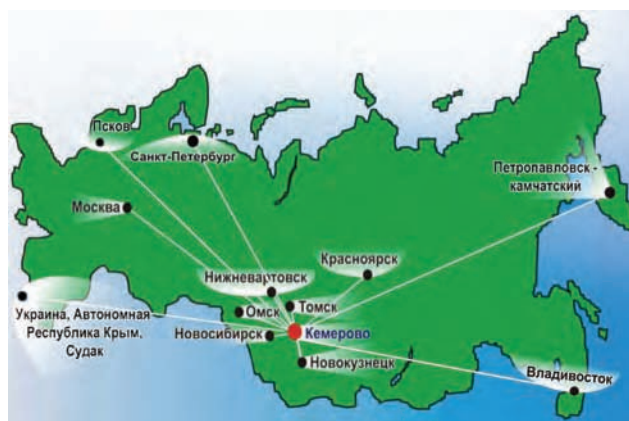 Псков
Санкт-Петербург
Петропавловск -
камчатский
Москва
Красноярск
Нижневартовск
Омск
Томск
Украина, Автономная
Республика Крым,
Судак
Новосибирск
Кемерово
Новокузнецк
Владивосток